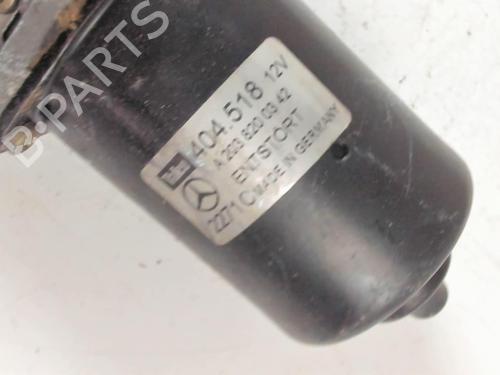 404.518 12V
A 203 820 03 42
ENTSTÖRT
2271 C MADE IN GERMANY
B-PARTS